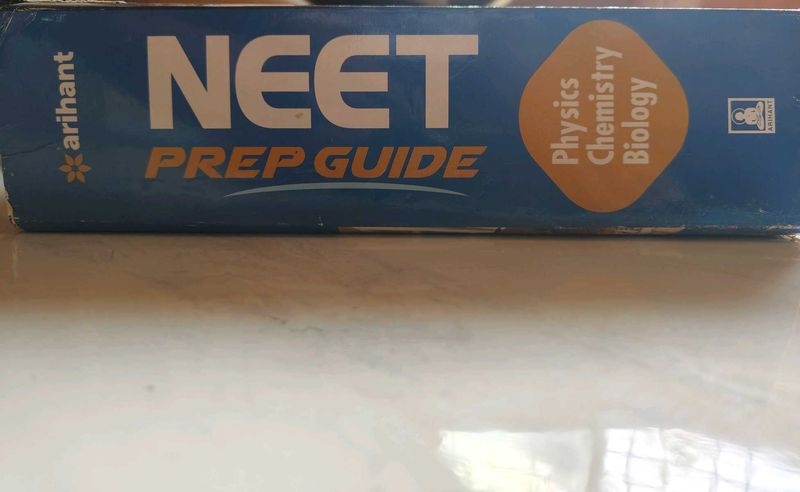 arihant
NEET
PREP GUIDE
Physics
Chemistry
Biology
ARIHANT